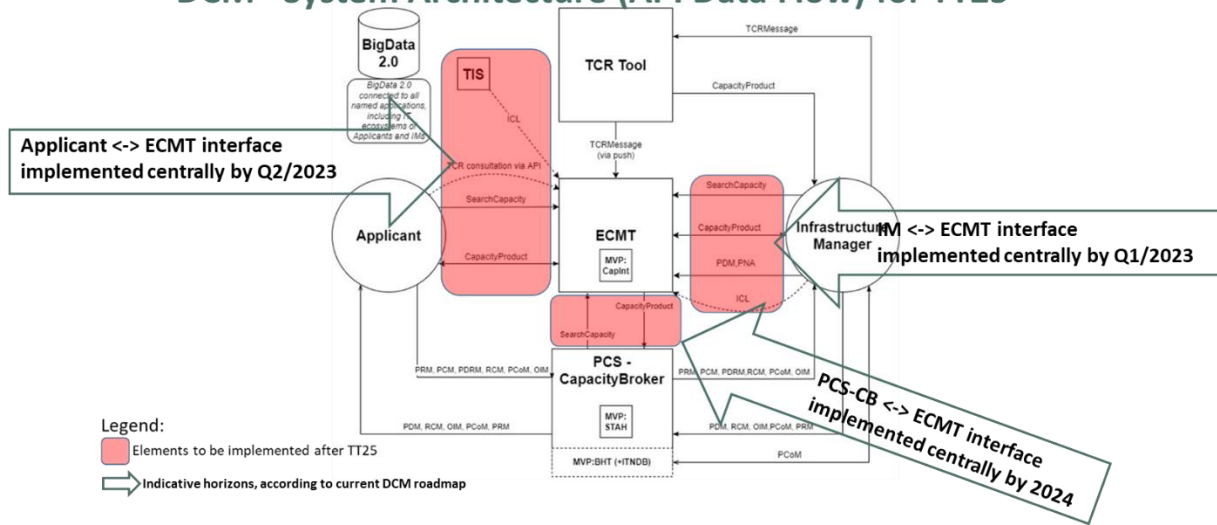 DCM - System Architecture (API Data Flow) for TT25
BigData
2.0
BigData 2.0
connected to all
named applications,
including IT
ecosystems of
Applicants and IMs
TIS
ICL
TCR Tool
TCRMessage
CapacityProduct
TCRMessage
(via push)
Applicant <-> ECMT interface
implemented centrally by Q2/2023
TCR consultation via API
SearchCapacity
CapacityProduct
Applicant
ECMT
MVP:
CapInt
SearchCapacity
CapacityProduct
PDM,PNA
ICL
Infrastructure
Manager
IM <-> ECMT interface
implemented centrally by Q1/2023
CapacityProduct
SearchCapacity
PCS -
CapacityBroker
MVP:
STAH
MVP:BHT (+ITNDB)
PRM, PCM, PDRM, RCM, PCoM, OIM
PRM, PCM, PDRM,RCM, PCoM, OIM
PDM, RCM, OIM, PCoM, PRM
PDM, RCM, OIM,PCoM, PRM
PCoM
PCS-CB <-> ECMT interface
implemented centrally by 2024
Legend:
Elements to be implemented after TT25
Indicative horizons, according to current DCM roadmap